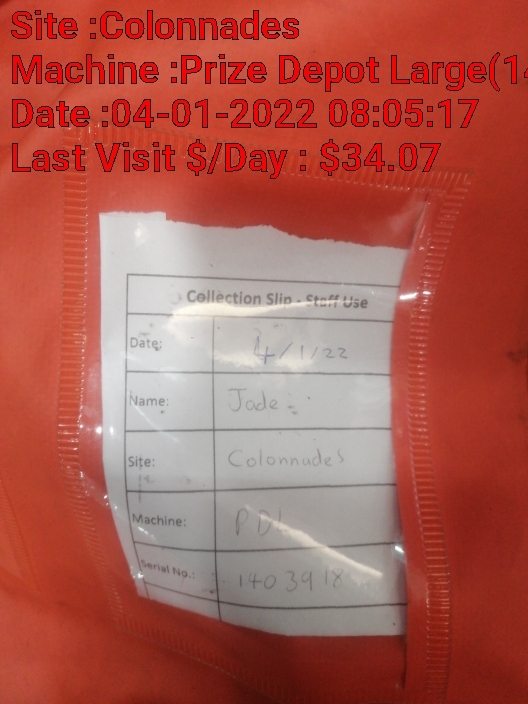 Site :Colonnades
Machine :Prize Depot Large(14
Date :04-01-2022 08:05:17
Last Visit $/Day : $34.07
Collection Slip - Staff Use
Date: 4/1/22
Name: Jade
Site: Colonnades
Machine: PDL
Serial No.: 1403918